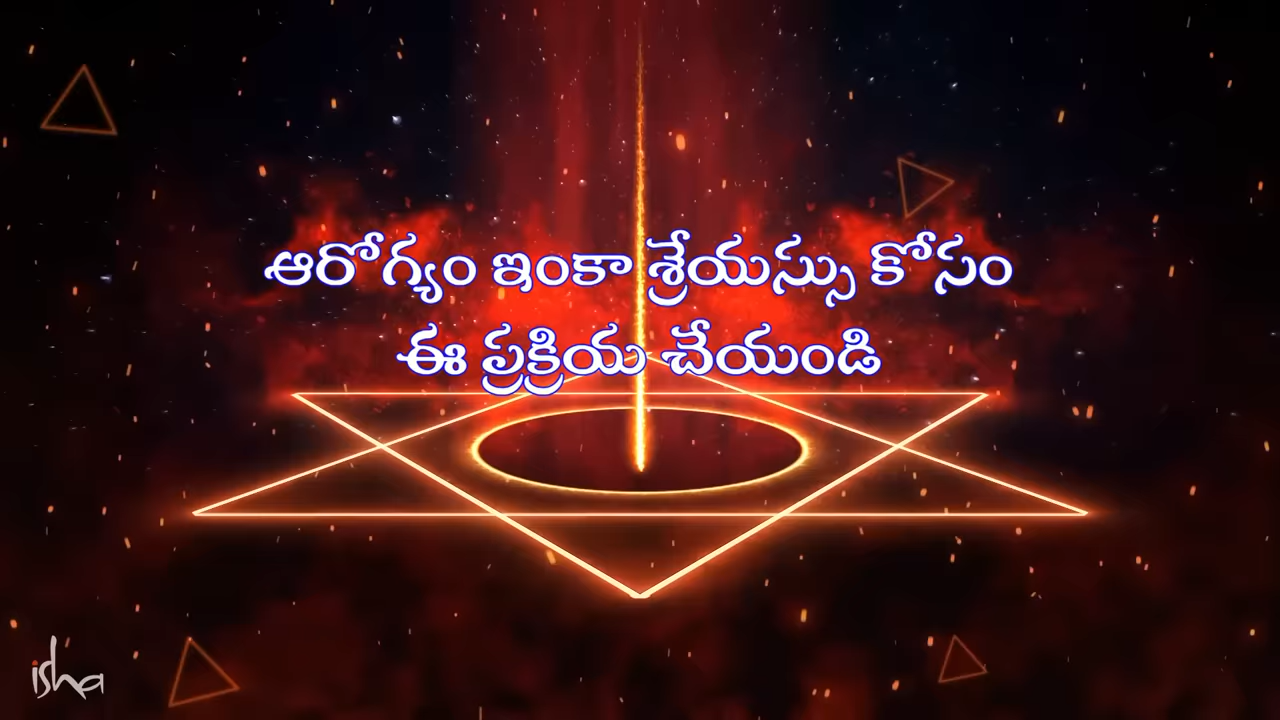 ఆరోగ్యం ఇంకా శ్రేయస్సు కోసం
ఈ ప్రక్రియ చేయండి
isha